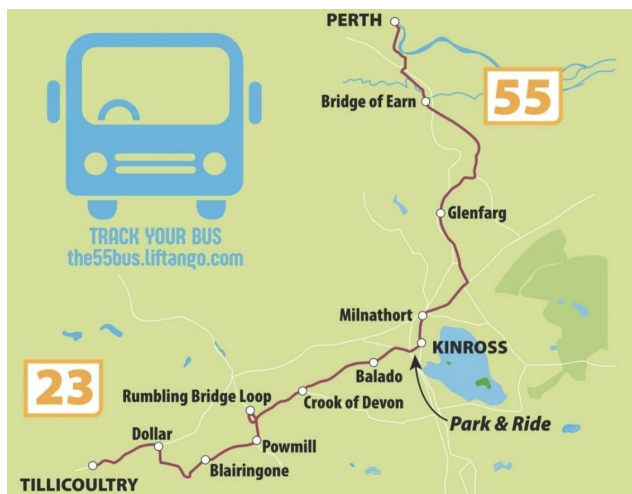 PERTH
55
Bridge of Earn
TRACK YOUR BUS
the55bus.liftango.com
Glenfarg
Milnathort
KINROSS
23
Balado
Rumbling Bridge Loop
Crook of Devon
Park & Ride
Dollar
Powmill
Blairingone
TILLICOULTRY